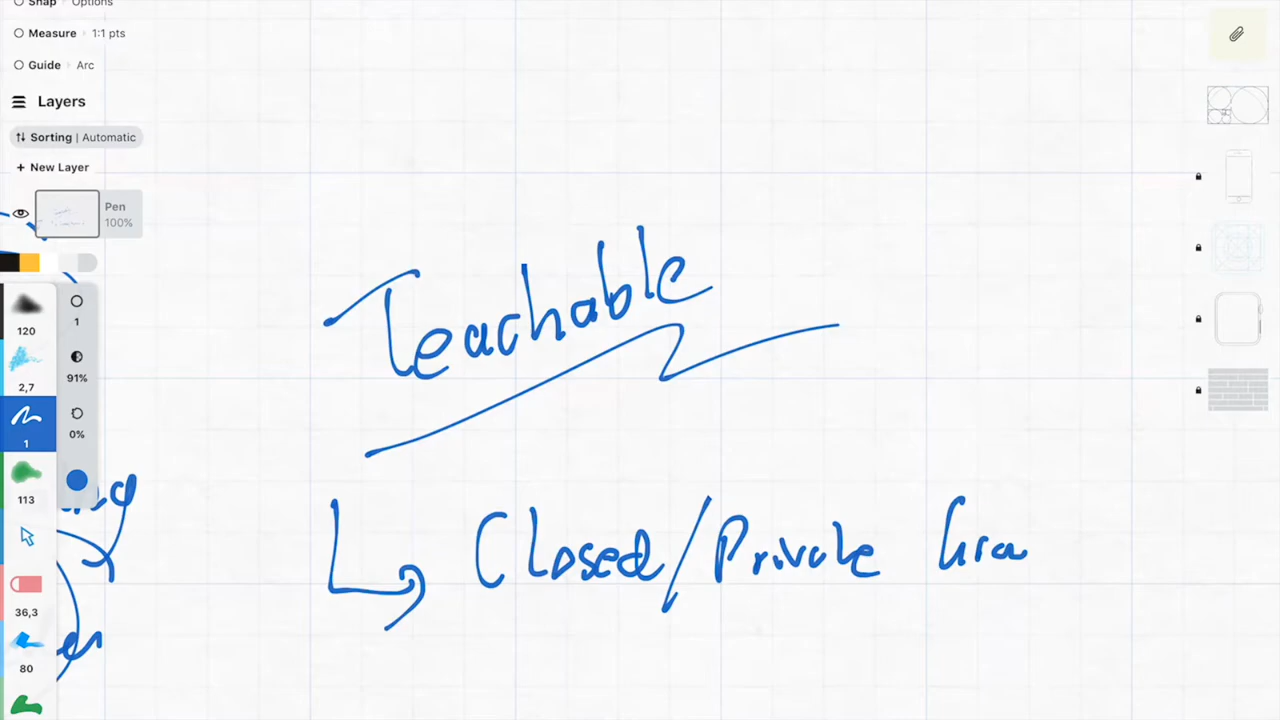 Snap › Options
Measure › 1:1 pts
Guide › Arc
Layers
Sorting | Automatic
+ New Layer
Pen
100%
120
1
2,7
91%
1
0%
113
36,3
80
Teachable
Closed/Private